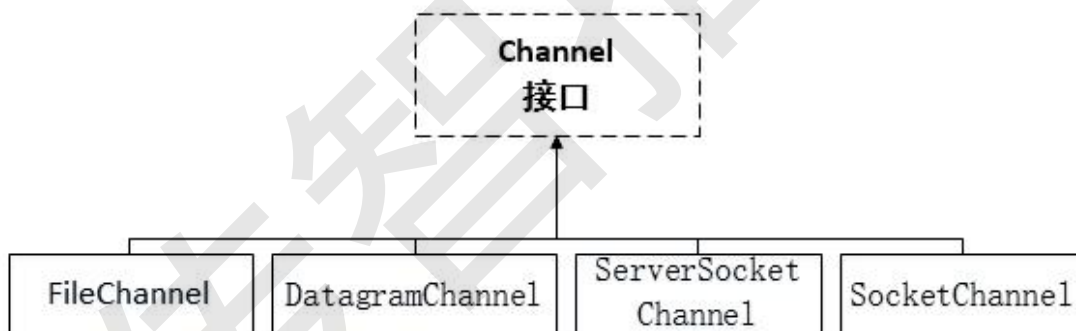 Channel
接口
FileChannel
DatagramChannel
ServerSocket
Channel
SocketChannel